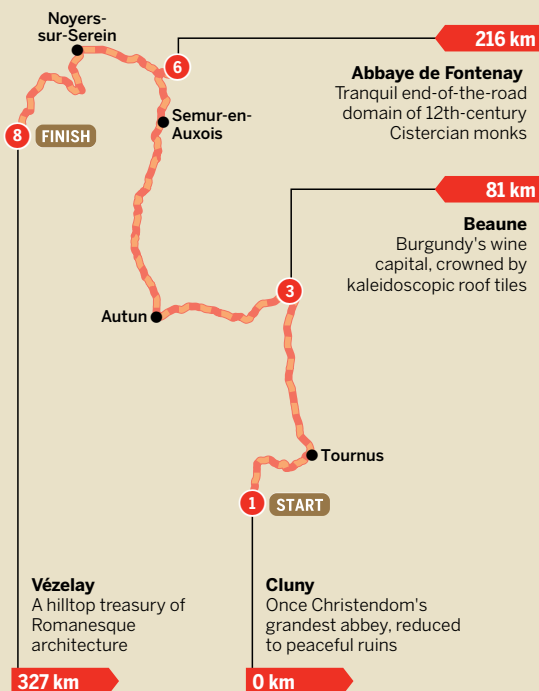 Noyers-
sur-Serein
216 km
6
Abbaye de Fontenay
Tranquil end-of-the-road
domain of 12th-century
Cistercian monks
Semur-en-
Auxois
8 FINISH
81 km
Beaune
Burgundy's wine
capital, crowned by
kaleidoscopic roof tiles
3
Autun
Tournus
1 START
Vézelay
A hilltop treasury of
Romanesque
architecture
327 km
Cluny
Once Christendom's
grandest abbey, reduced
to peaceful ruins
0 km